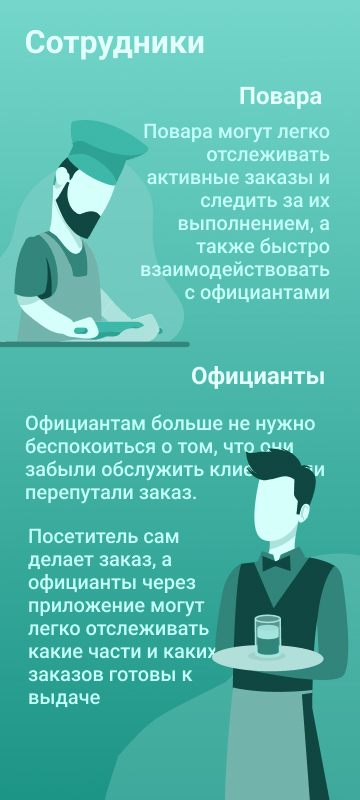 Сотрудники
Повара
Повара могут легко
отслеживать
активные заказы и
следить за их
выполнением, а
также быстро
взаимодействовать
с официантами
Официанты
Официантам больше не нужно
беспокоиться о том, что они
забыли обслужить
перепутали заказ.
Посетитель сам
делает заказ, а
официанты через
приложение могут
легко отслеживать
какие части и каких
заказов готовы к
выдаче